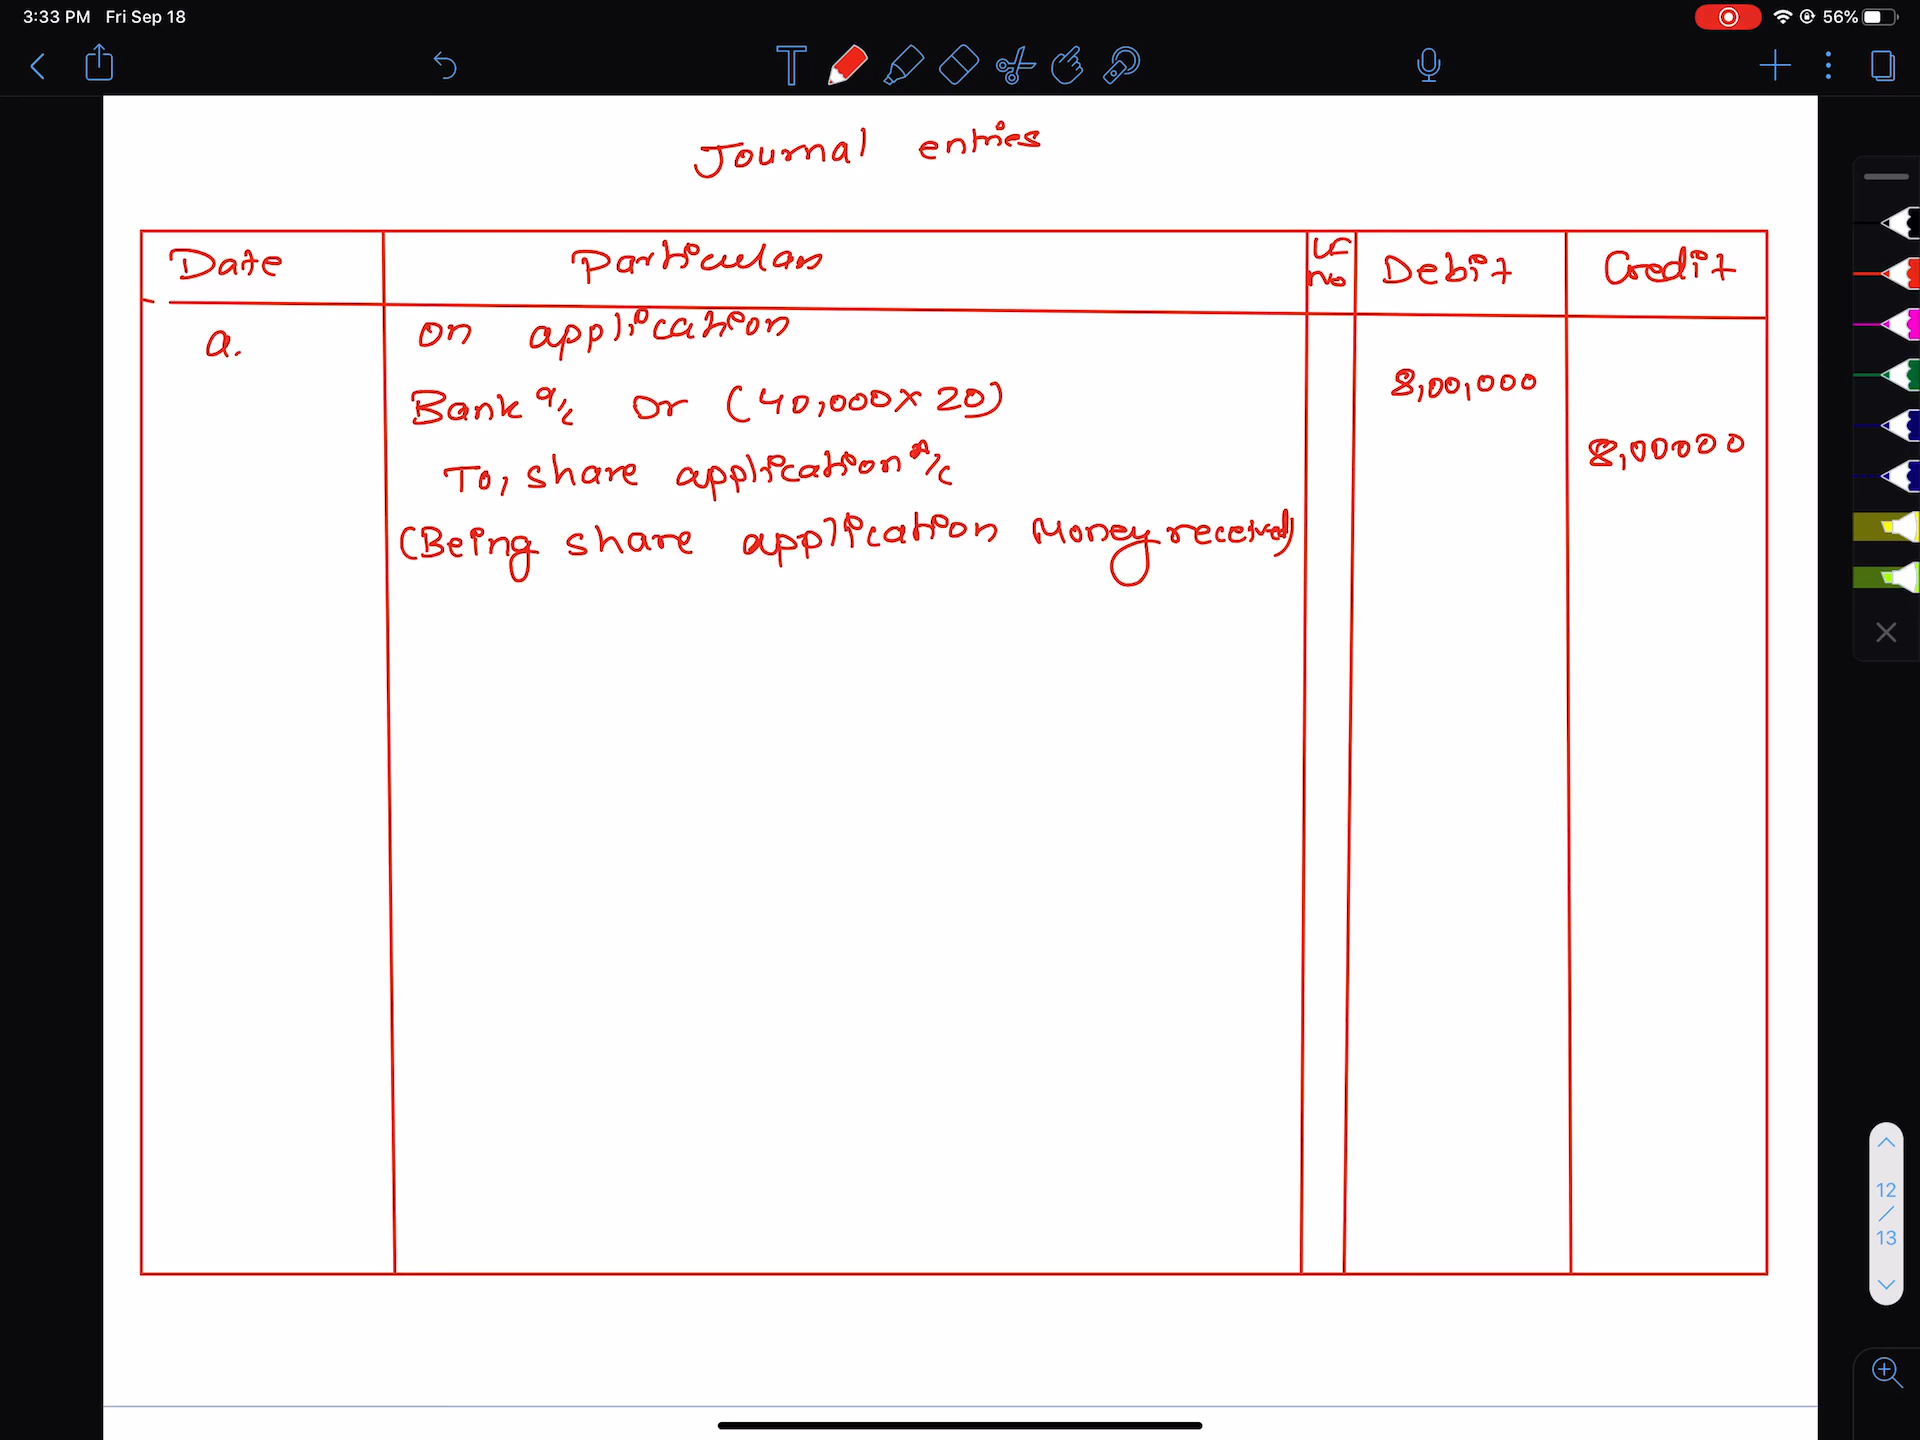 3:33 PM Fri Sep 18
56%
Journal entries
Date Particulars LF No Debit Credit
a. On application
Bank a/c Dr (40,000 x 20) 8,00,000
To, share application a/c 8,00000
(Being share application Money received)
12
/
13